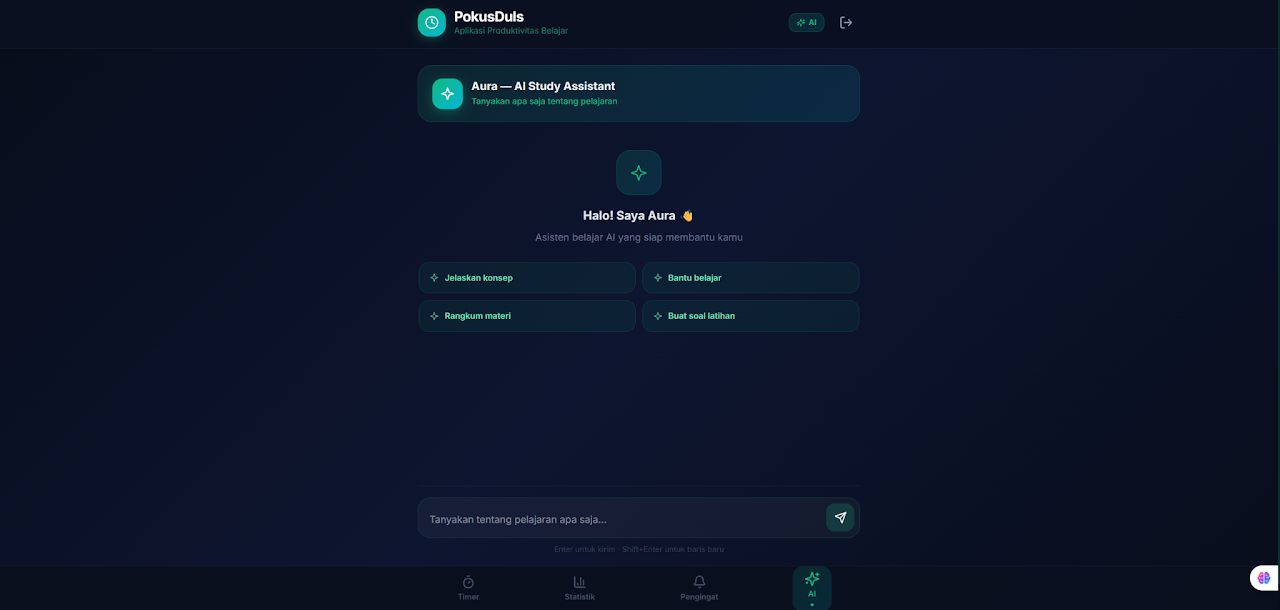 PokusDuls
Aplikasi Produktivitas Belajar
AI
Aura — AI Study Assistant
Tanyakan apa saja tentang pelajaran
Halo! Saya Aura 👋
Asisten belajar AI yang siap membantu kamu
Jelaskan konsep
Bantu belajar
Rangkum materi
Buat soal latihan
Tanyakan tentang pelajaran apa saja...
Enter untuk kirim · Shift+Enter untuk baris baru
Timer
Statistik
Pengingat
AI